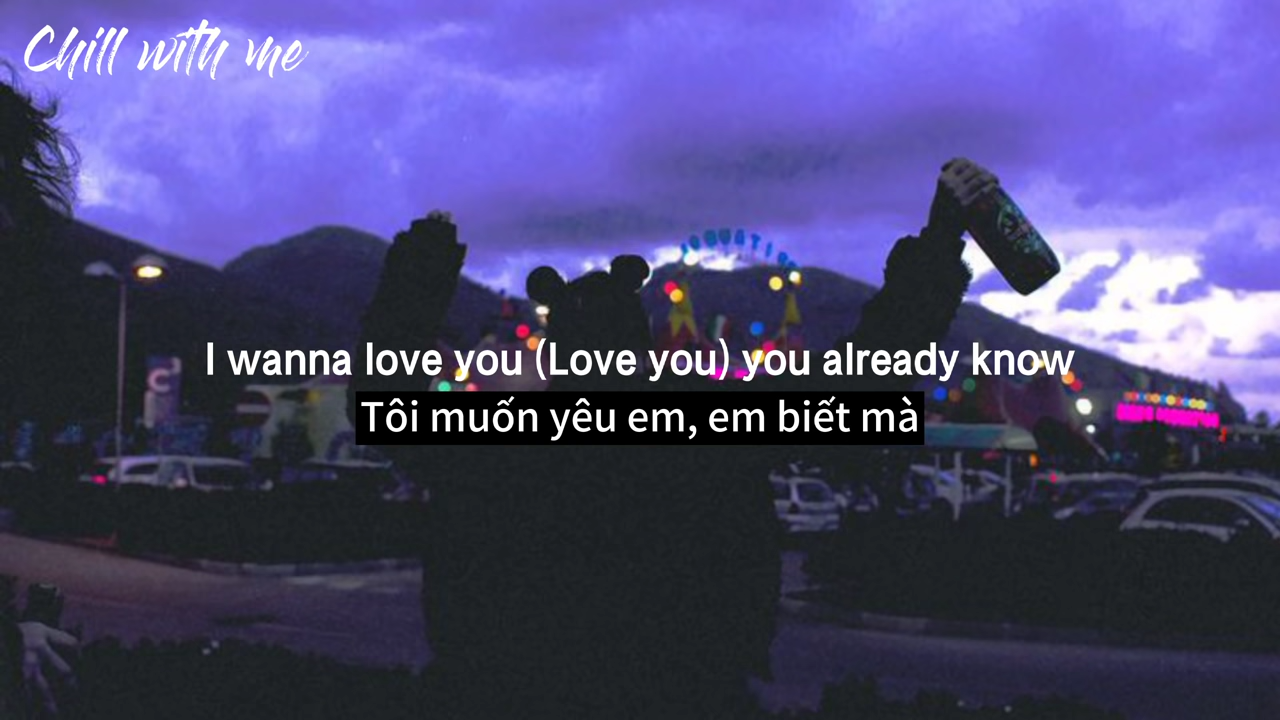 Chill with me
I wanna love you (Love you) you already know
Tôi muốn yêu em, em biết mà